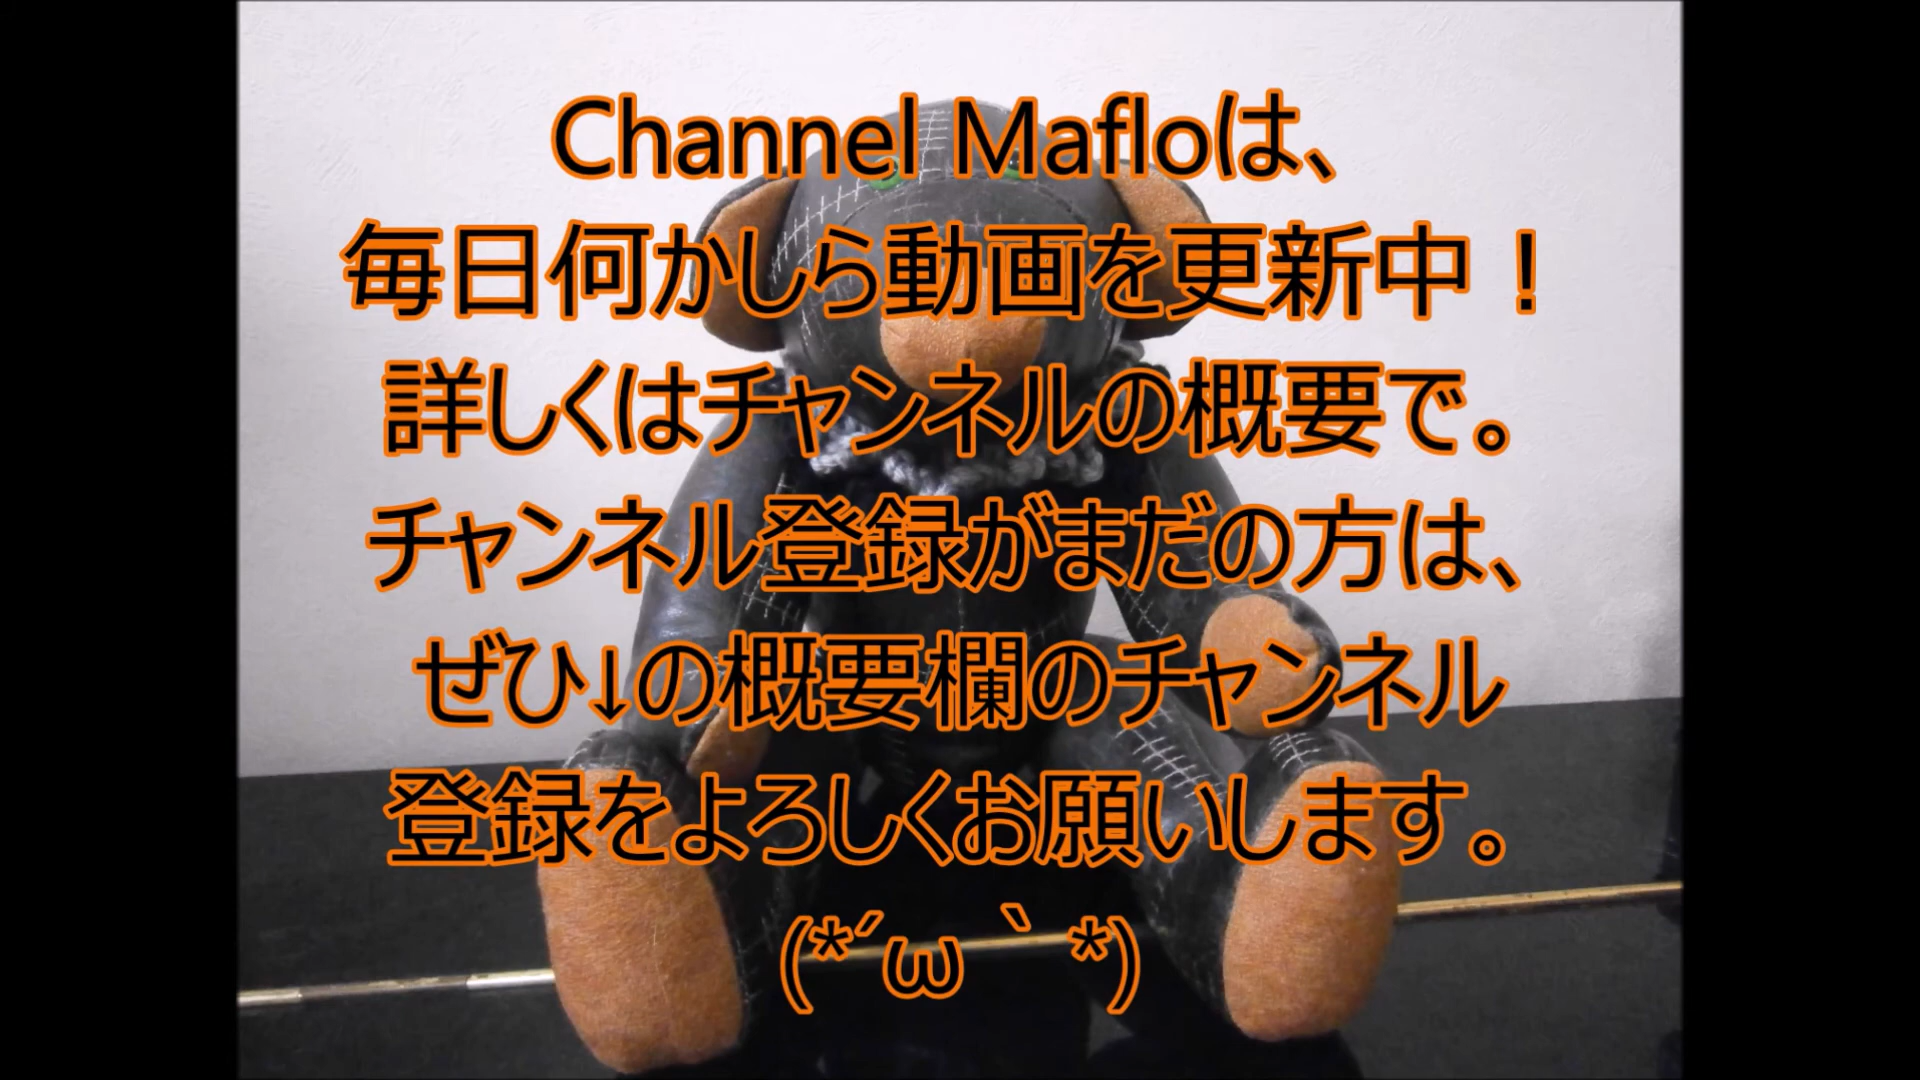 Channel Mafloは、
毎日何かしら動画を更新中！
詳しくはチャンネルの概要で。
チャンネル登録がまだの方は、
ぜひ↓の概要欄のチャンネル
登録をよろしくお願いします。
(*´ω｀*)